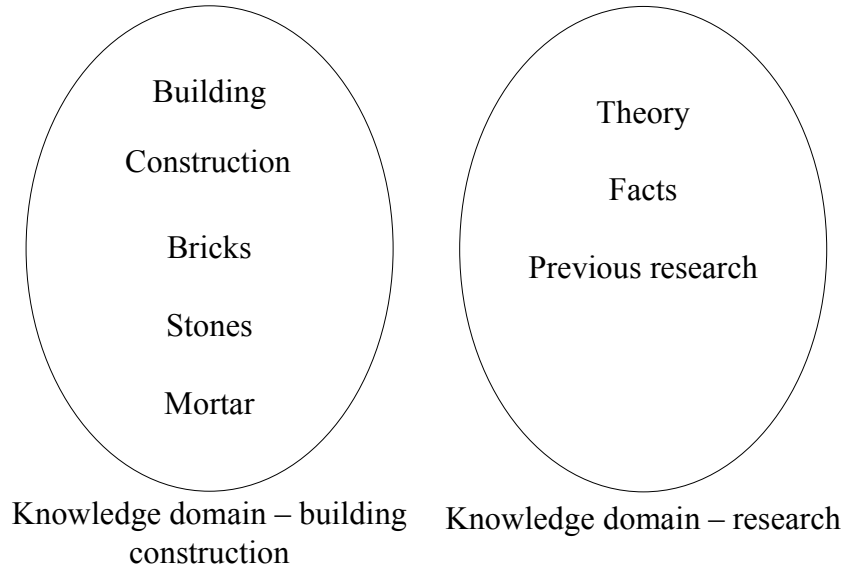 Building
Construction
Bricks
Stones
Mortar
Knowledge domain – building
construction
Theory
Facts
Previous research
Knowledge domain – research